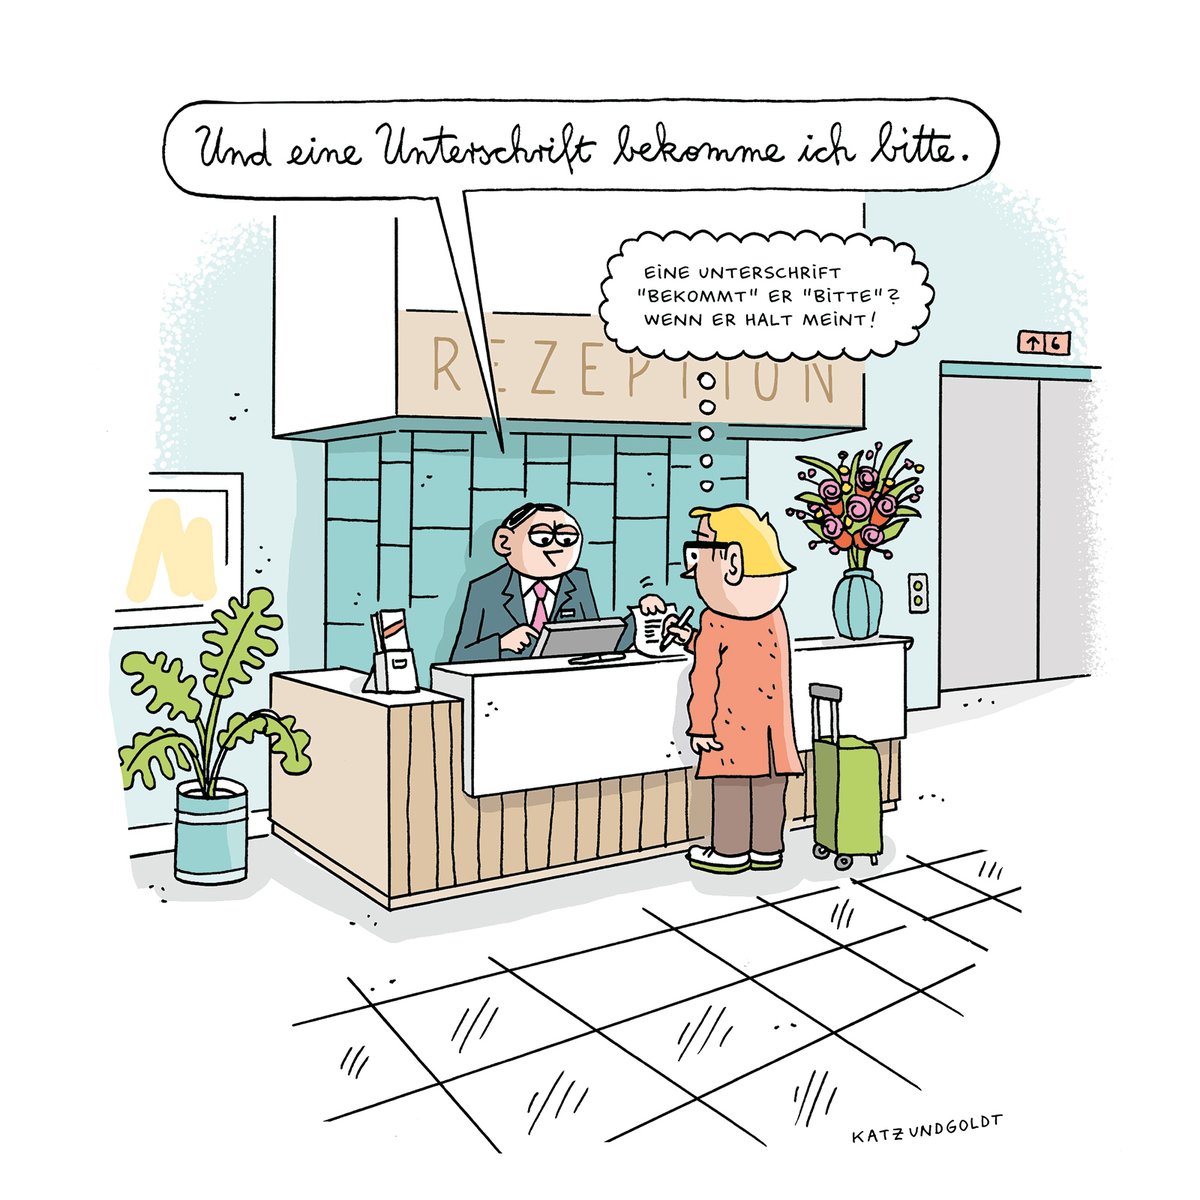 Und eine Unterschrift bekomme ich bitte.
EINE UNTERSCHRIFT
"BEKOMMT" ER "BITTE"?
WENN ER HALT MEINT!
REZEPTION
↑ 6
KATZUNDGOLDT